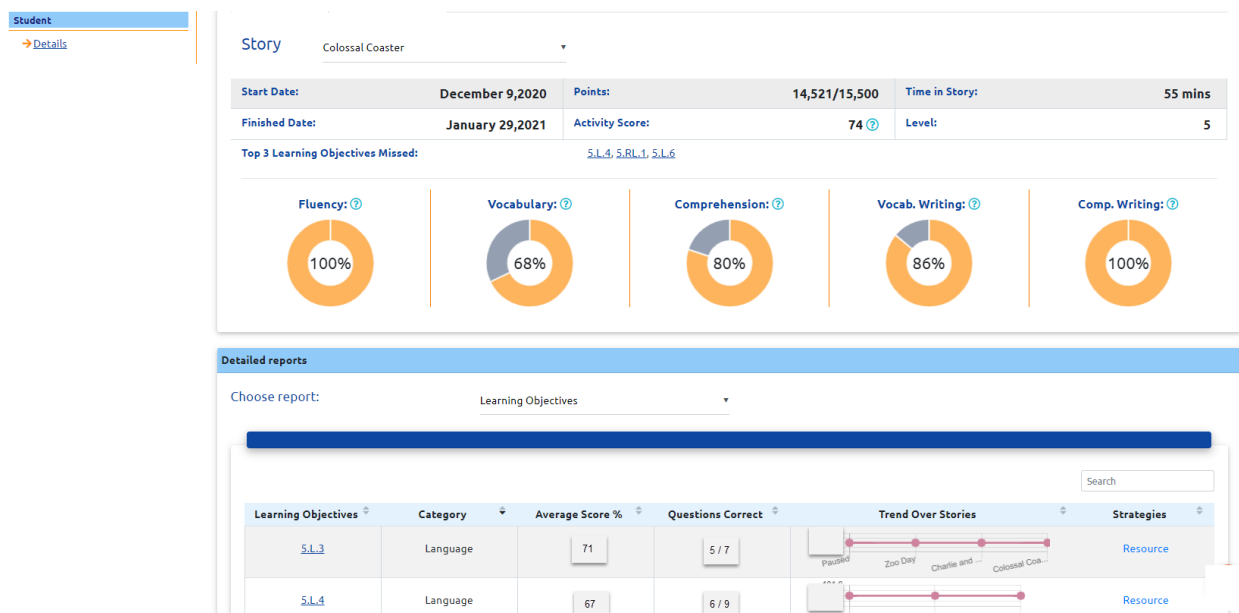 Student
Details
Story Colossal Coaster
Start Date: December 9,2020 Points: 14,521/15,500 Time in Story: 55 mins
Finished Date: January 29,2021 Activity Score: 74 Level: 5
Top 3 Learning Objectives Missed: 5.L.4, 5.RL.1, 5.L.6
Fluency: Vocabulary: Comprehension: Vocab. Writing: Comp. Writing:
100% 68% 80% 86% 100%
Detailed reports
Choose report: Learning Objectives
Search
Learning Objectives Category Average Score % Questions Correct Trend Over Stories Strategies
5.L.3 Language 71 5 / 7 Paused Zoo Day Charlie and ... Colossal Coa... Resource
5.L.4 Language 67 6 / 9 Resource